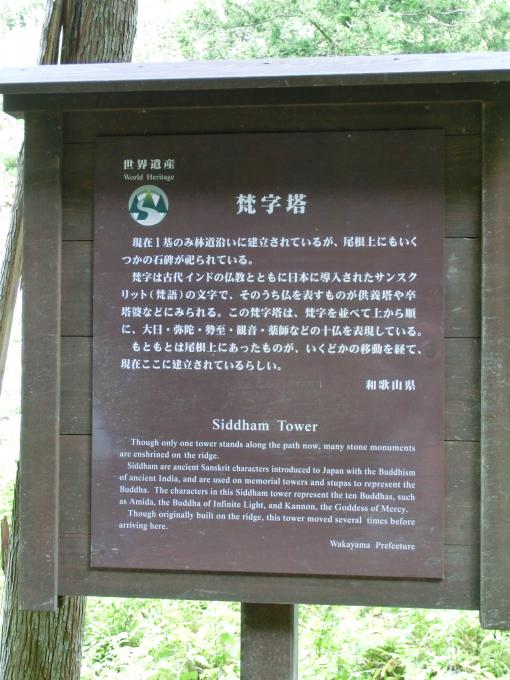 世界遺産
World Heritage
梵字塔
現在1基のみ林道沿いに建立されているが、尾根上にもいく
つかの石碑が祀られている。
梵字は古代インドの仏教とともに日本に導入されたサンスク
リット（梵語）の文字で、そのうち仏を表すものが供養塔や卒
塔婆などにみられる。この梵字塔は、梵字を並べて上から順
に、大日・弥陀・勢至・観音・薬師などの十仏を表現している。
もともとは尾根上にあったものが、いくどかの移動を経て、
現在ここに建立されているらしい。
和歌山県
Siddham Tower
Though only one tower stands along the path now, many stone monuments
are enshrined on the ridge.
Siddham are ancient Sanskrit characters introduced to Japan with the Buddhism
of ancient India, and are used on memorial towers and stupas to represent the
Buddha. The characters in this Siddham tower represent the ten Buddhas, such
as Amida, the Buddha of Infinite Light, and Kannon, the Goddess of Mercy.
Though originally built on the ridge, this tower moved several times before
arriving here.
Wakayama Prefecture